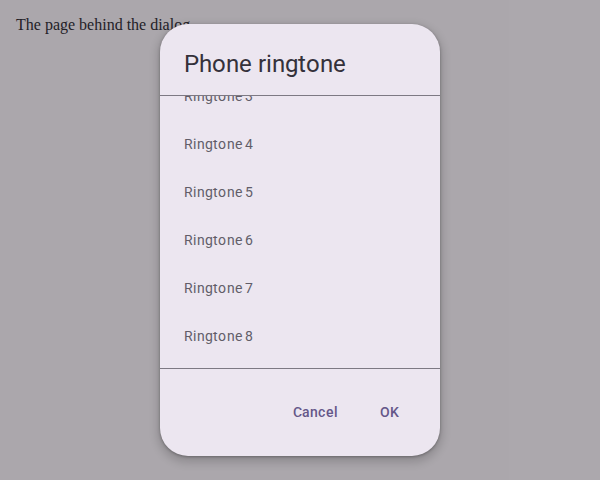 The page behind the dialog
Phone ringtone
Ringtone 3
Ringtone 4
Ringtone 5
Ringtone 6
Ringtone 7
Ringtone 8
Cancel
OK